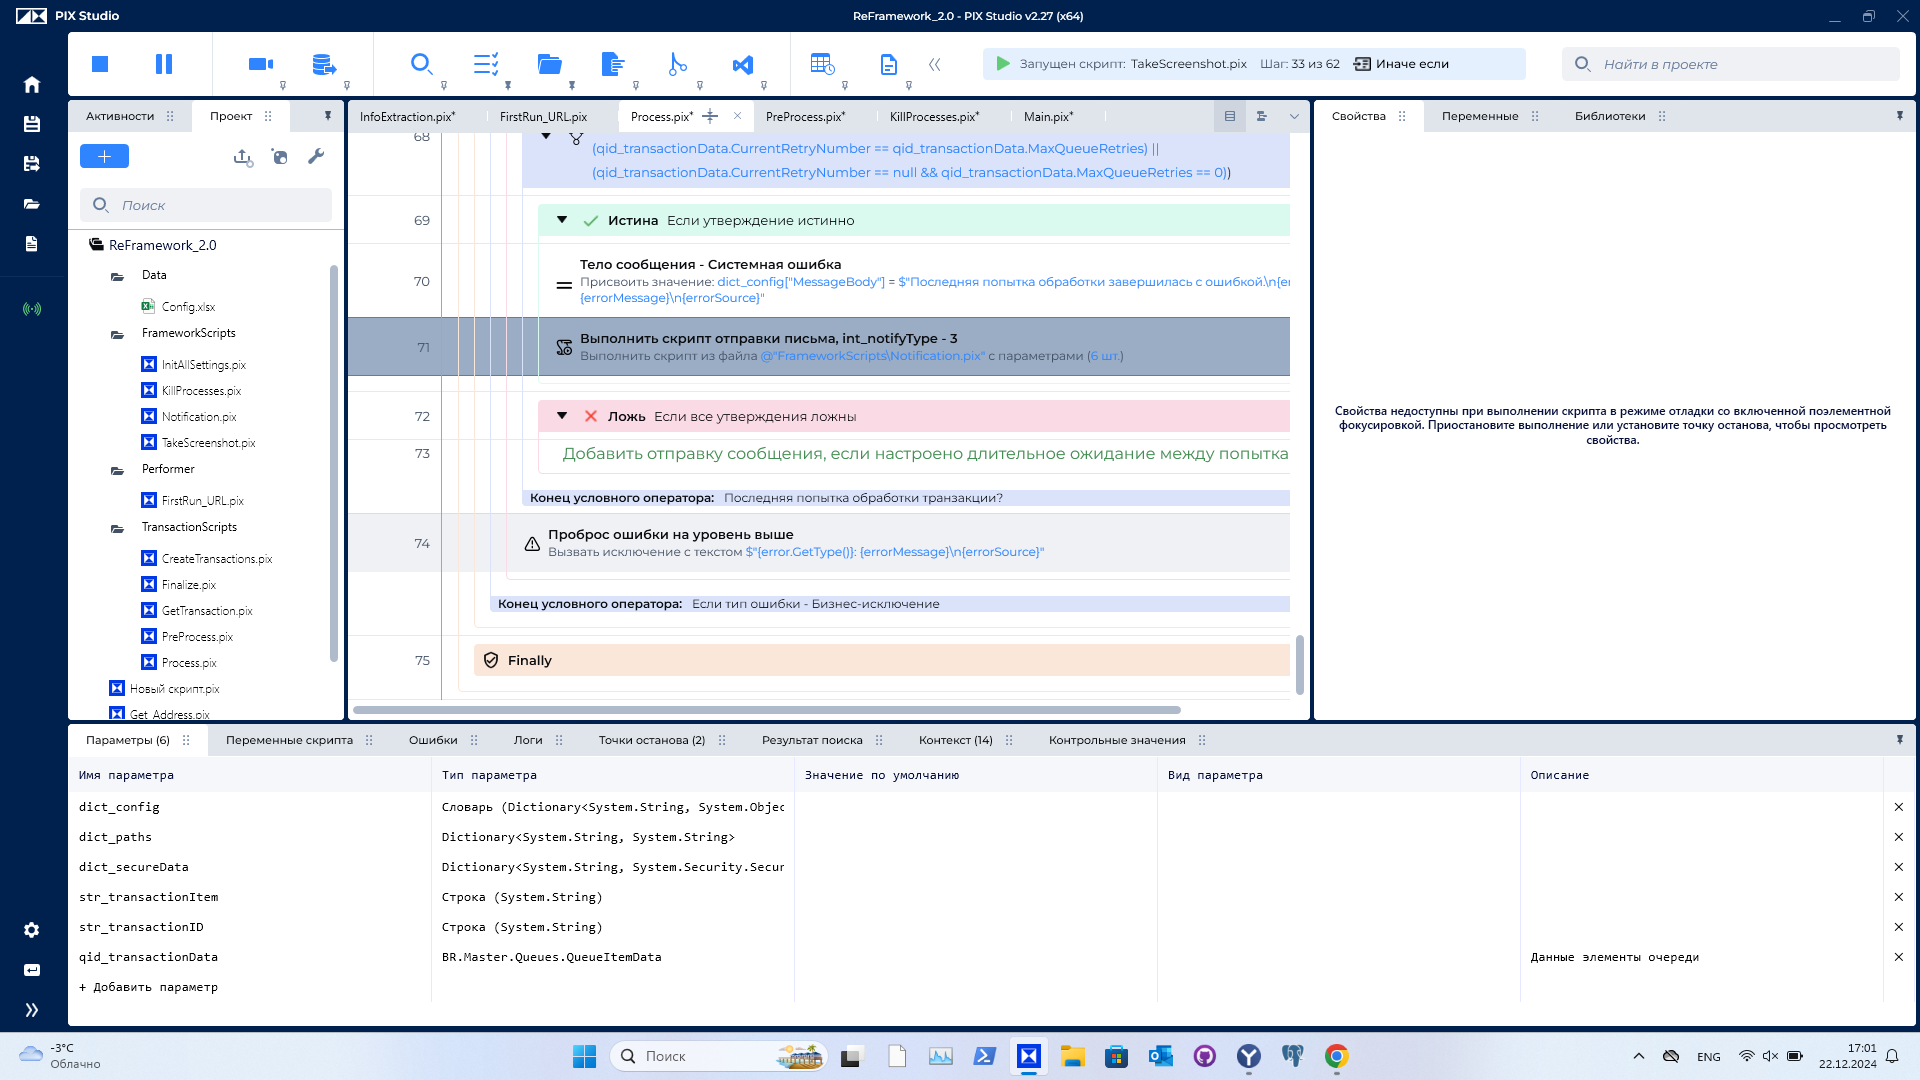 PIX Studio
ReFramework_2.0 - PIX Studio v2.27 (x64)
Запущен скрипт: TakeScreenshot.pix Шаг: 33 из 62 Иначе если
Найти в проекте
Активности
Проект
Поиск
ReFramework_2.0
Data
Config.xlsx
FrameworkScripts
InitAllSettings.pix
KillProcesses.pix
Notification.pix
TakeScreenshot.pix
Performer
FirstRun_URL.pix
TransactionScripts
CreateTransactions.pix
Finalize.pix
GetTransaction.pix
PreProcess.pix
Process.pix
Новый скрипт.pix
Get_Address.pix
InfoExtraction.pix*
FirstRun_URL.pix
Process.pix*
PreProcess.pix*
KillProcesses.pix*
Main.pix*
68
(qid_transactionData.CurrentRetryNumber == qid_transactionData.MaxQueueRetries) ||
(qid_transactionData.CurrentRetryNumber == null && qid_transactionData.MaxQueueRetries == 0))
69 Истина Если утверждение истинно
70 Тело сообщения - Системная ошибка
Присвоить значение: dict_config["MessageBody"] = $"Последняя попытка обработки завершилась с ошибкой.\n{er
{errorMessage}\n{errorSource}"
71 Выполнить скрипт отправки письма, int_notifyType - 3
Выполнить скрипт из файла @"FrameworkScripts\Notification.pix" с параметрами (6 шт.)
72 Ложь Если все утверждения ложны
73 Добавить отправку сообщения, если настроено длительное ожидание между попытка
Конец условного оператора: Последняя попытка обработки транзакции?
74 Проброс ошибки на уровень выше
Вызвать исключение с текстом $"{error.GetType()}: {errorMessage}\n{errorSource}"
Конец условного оператора: Если тип ошибки - Бизнес-исключение
75 Finally
Свойства
Переменные
Библиотеки
Свойства недоступны при выполнении скрипта в режиме отладки со включенной поэлементной
фокусировкой. Приостановите выполнение или установите точку останова, чтобы просмотреть
свойства.
Параметры (6)
Переменные скрипта
Ошибки
Логи
Точки останова (2)
Результат поиска
Контекст (14)
Контрольные значения
Имя параметра Тип параметра Значение по умолчанию Вид параметра Описание
dict_config Словарь (Dictionary<System.String, System.Objec
dict_paths Dictionary<System.String, System.String>
dict_secureData Dictionary<System.String, System.Security.Secur
str_transactionItem Строка (System.String)
str_transactionID Строка (System.String)
qid_transactionData BR.Master.Queues.QueueItemData Данные элементы очереди
+ Добавить параметр
-3°C
Облачно
Поиск
ENG
17:01
22.12.2024